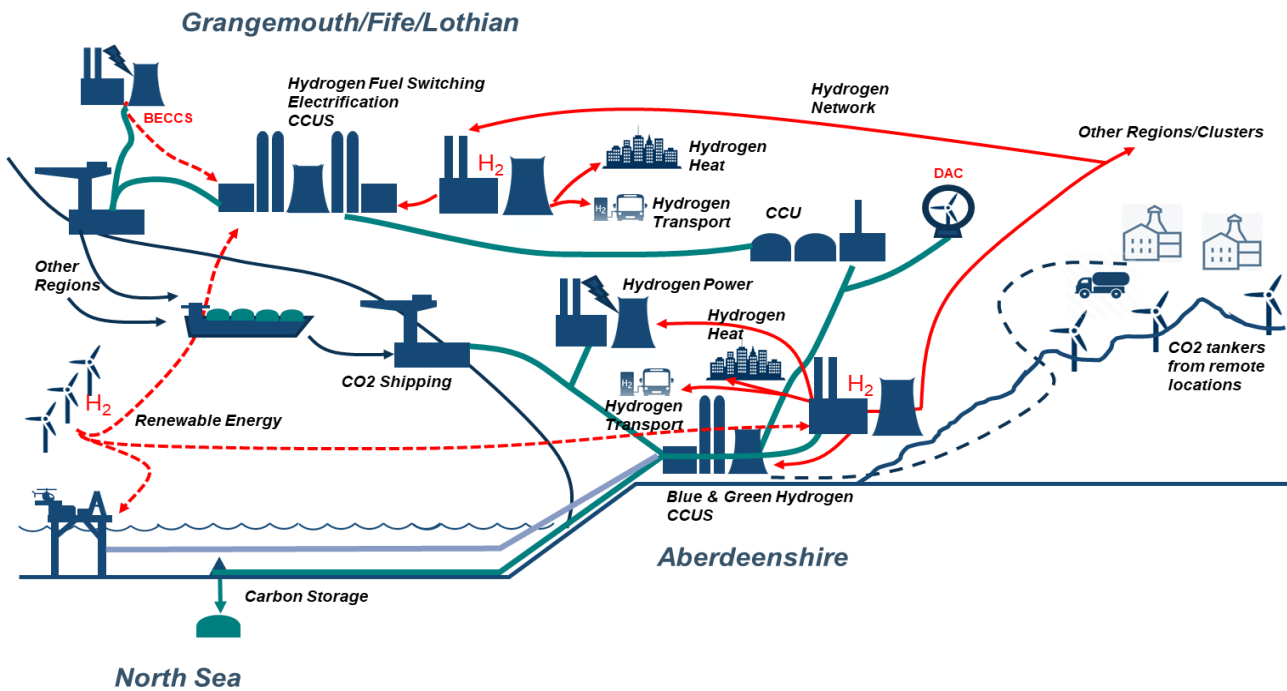 Grangemouth/Fife/Lothian
Hydrogen Fuel Switching
Electrification
CCUS
BECCS
Hydrogen
Network
Other Regions/Clusters
H2
Hydrogen
Heat
DAC
H2
Hydrogen
Transport
CCU
Other
Regions
Hydrogen Power
Hydrogen
Heat
CO2 Shipping
CO2 tankers
from remote
locations
H2
H2
H2
Renewable Energy
Hydrogen
Transport
Blue & Green Hydrogen
CCUS
Aberdeenshire
Carbon Storage
North Sea